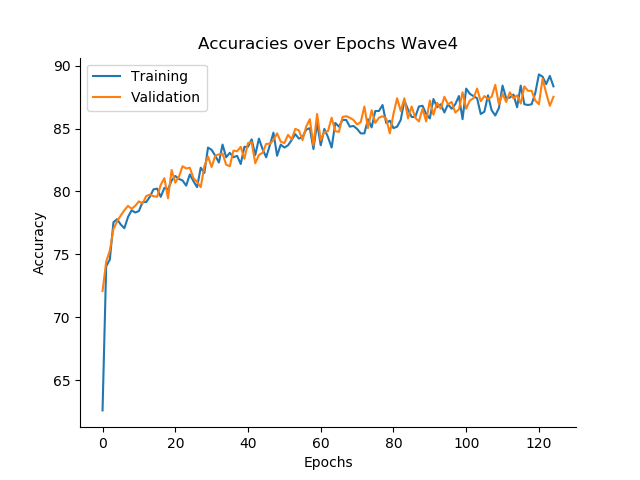 Accuracies over Epochs Wave4
Training
Validation
90
85
80
75
70
65
Accuracy
0 20 40 60 80 100 120
Epochs